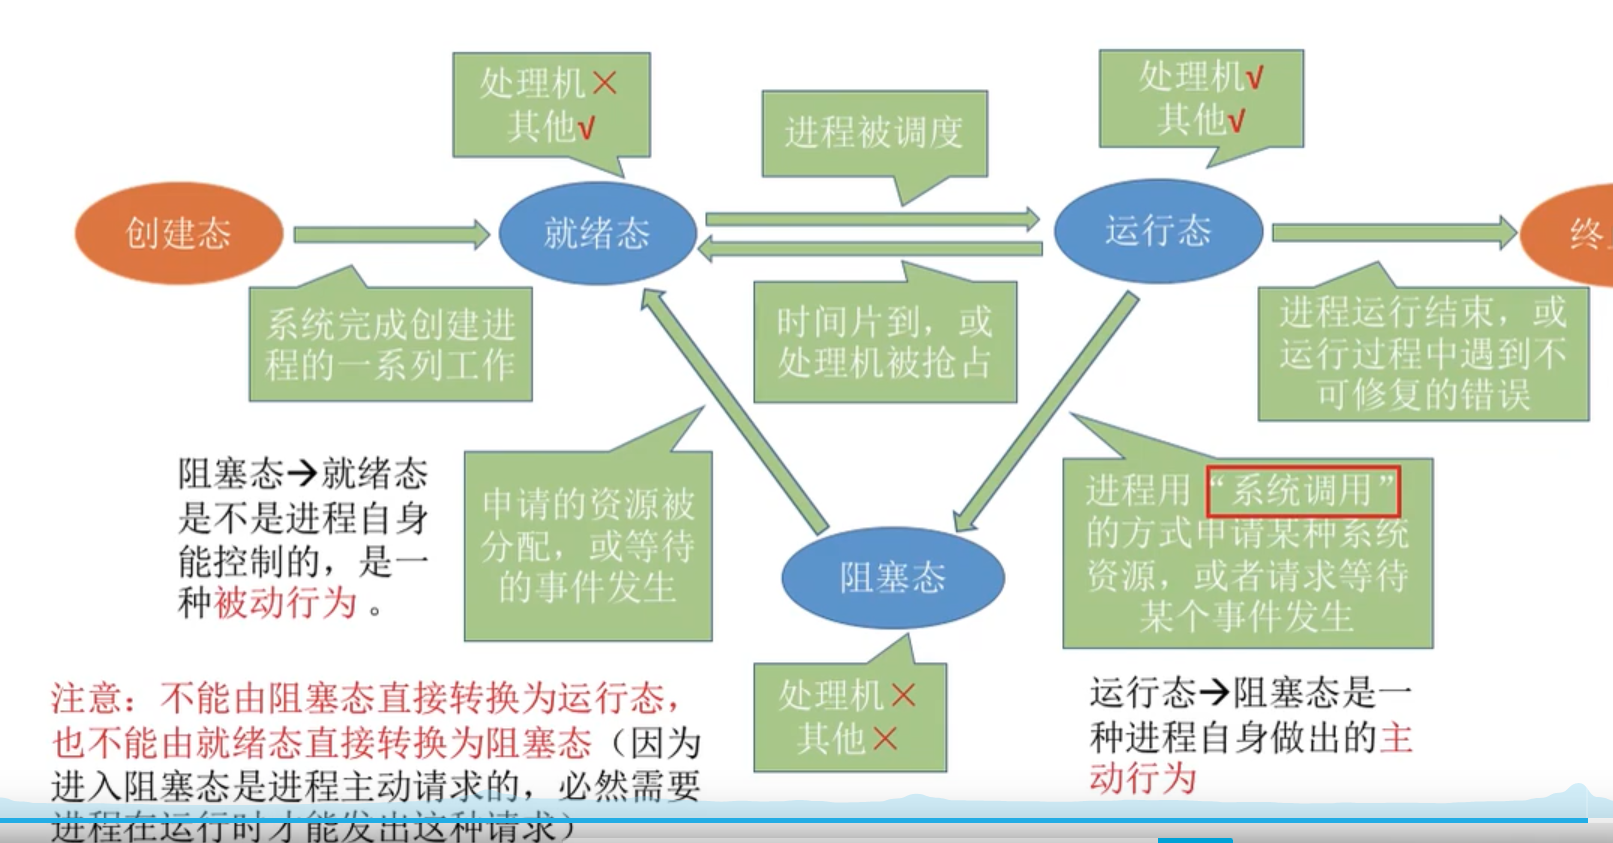 处理机×
其他√
进程被调度
处理机√
其他√
创建态
就绪态
运行态
系统完成创建进
程的一系列工作
时间片到，或
处理机被抢占
进程运行结束，或
运行过程中遇到不
可修复的错误
阻塞态→就绪态
是不是进程自身
能控制的，是一
种被动行为。
申请的资源被
分配，或等待
的事件发生
阻塞态
进程用“系统调用”
的方式申请某种系统
资源，或者请求等待
某个事件发生
处理机×
其他×
运行态→阻塞态是一
种进程自身做出的主
动行为
注意：不能由阻塞态直接转换为运行态，
也不能由就绪态直接转换为阻塞态（因为
进入阻塞态是进程主动请求的，必然需要
进程在运行时才能发出这种请求）